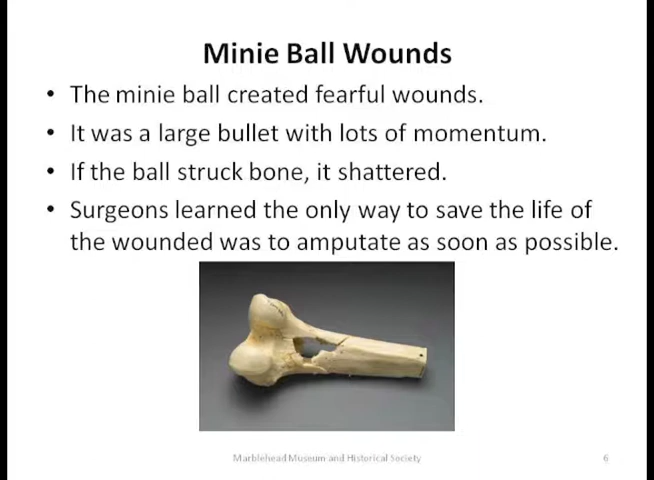 Minie Ball Wounds
• The minie ball created fearful wounds.
• It was a large bullet with lots of momentum.
• If the ball struck bone, it shattered.
• Surgeons learned the only way to save the life of
the wounded was to amputate as soon as possible.
Marblehead Museum and Historical Society
6